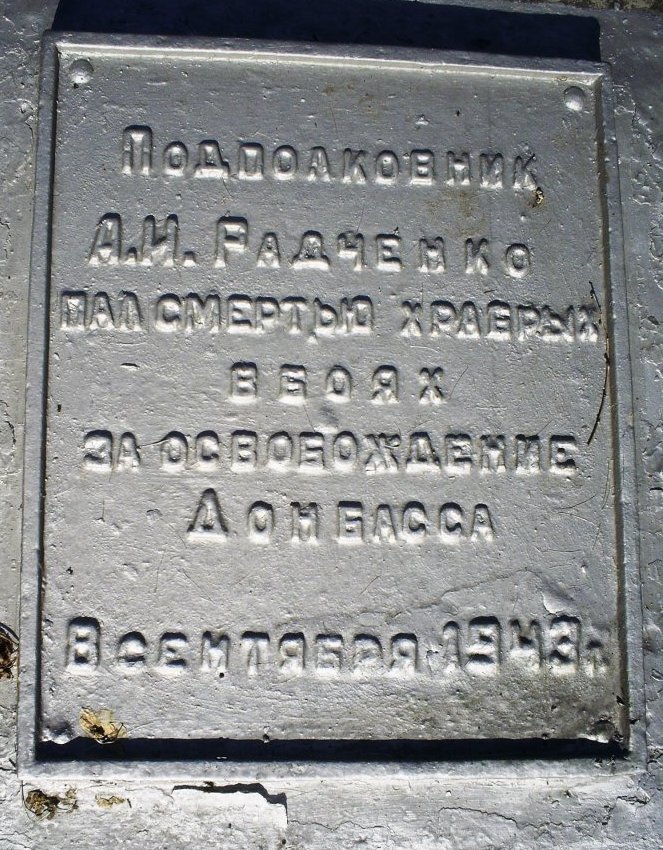 Подполковник
А.И. Радченко
пал смертью храбрых
в боях
за освобождение
Донбасса
8 сентября 1943 г.